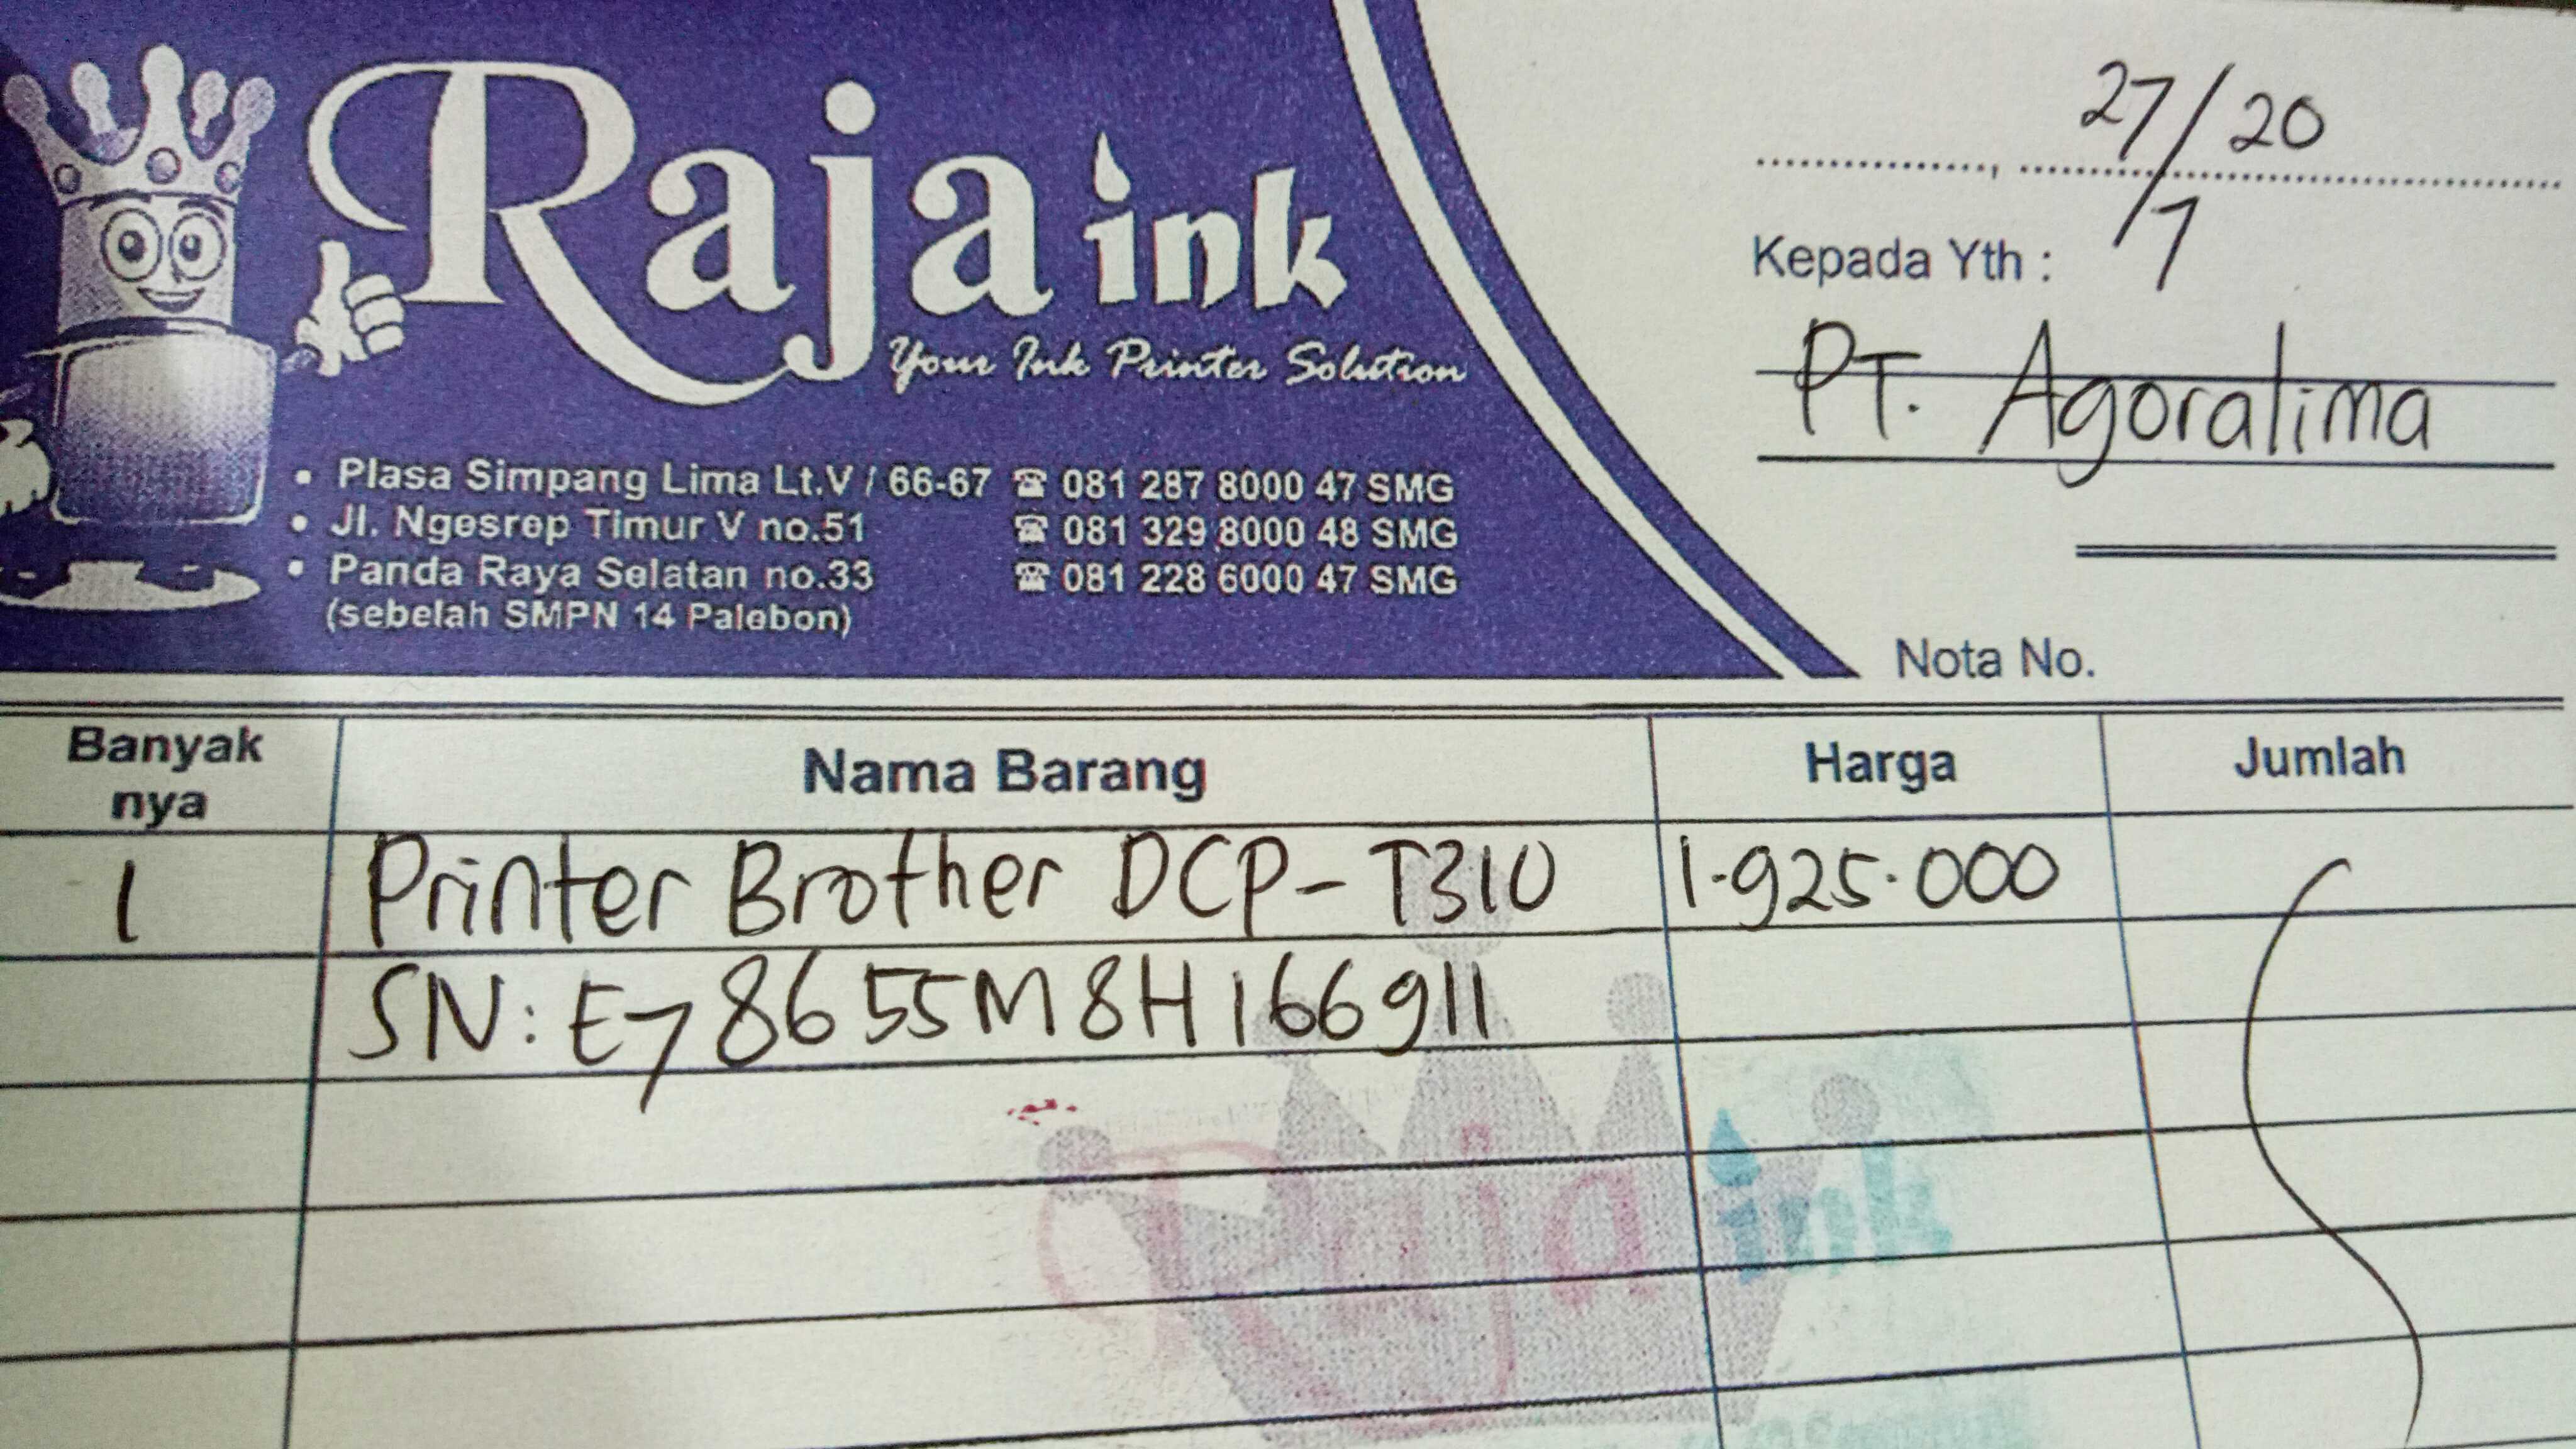 Raja ink
Your Ink Printer Solution
• Plasa Simpang Lima Lt.V / 66-67 ☎ 081 287 8000 47 SMG
• Jl. Ngesrep Timur V no.51 ☎ 081 329 8000 48 SMG
• Panda Raya Selatan no.33 ☎ 081 228 6000 47 SMG
(sebelah SMPN 14 Palebon)
27/7 20
Kepada Yth :
PT. Agoralima
Nota No.
Banyak nya Nama Barang Harga Jumlah
1 Printer Brother DCP-T310 1.925.000
SN: E78655M8H166911
Raja ink